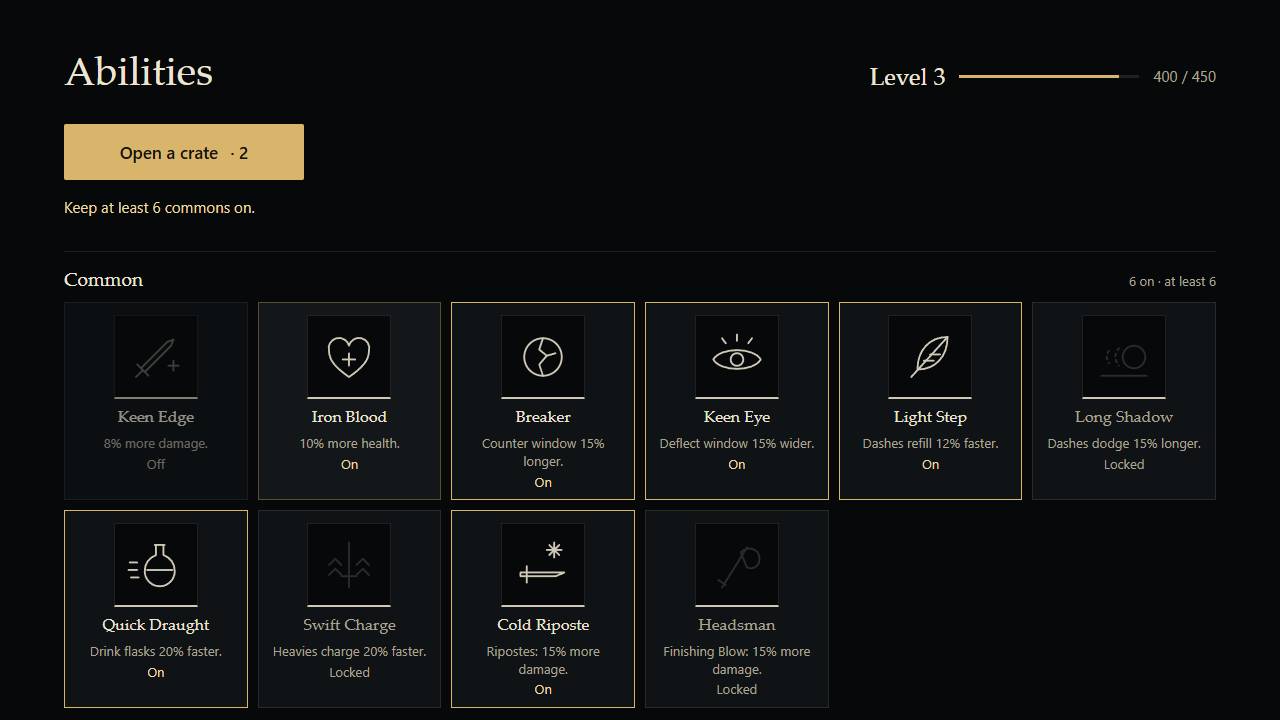 Abilities
Level 3
400 / 450
Open a crate · 2
Keep at least 6 commons on.
Common
6 on · at least 6
Keen Edge
8% more damage.
Off
Iron Blood
10% more health.
On
Breaker
Counter window 15%
longer.
On
Keen Eye
Deflect window 15% wider.
On
Light Step
Dashes refill 12% faster.
On
Long Shadow
Dashes dodge 15% longer.
Locked
Quick Draught
Drink flasks 20% faster.
On
Swift Charge
Heavies charge 20% faster.
Locked
Cold Riposte
Ripostes: 15% more
damage.
On
Headsman
Finishing Blow: 15% more
damage.
Locked